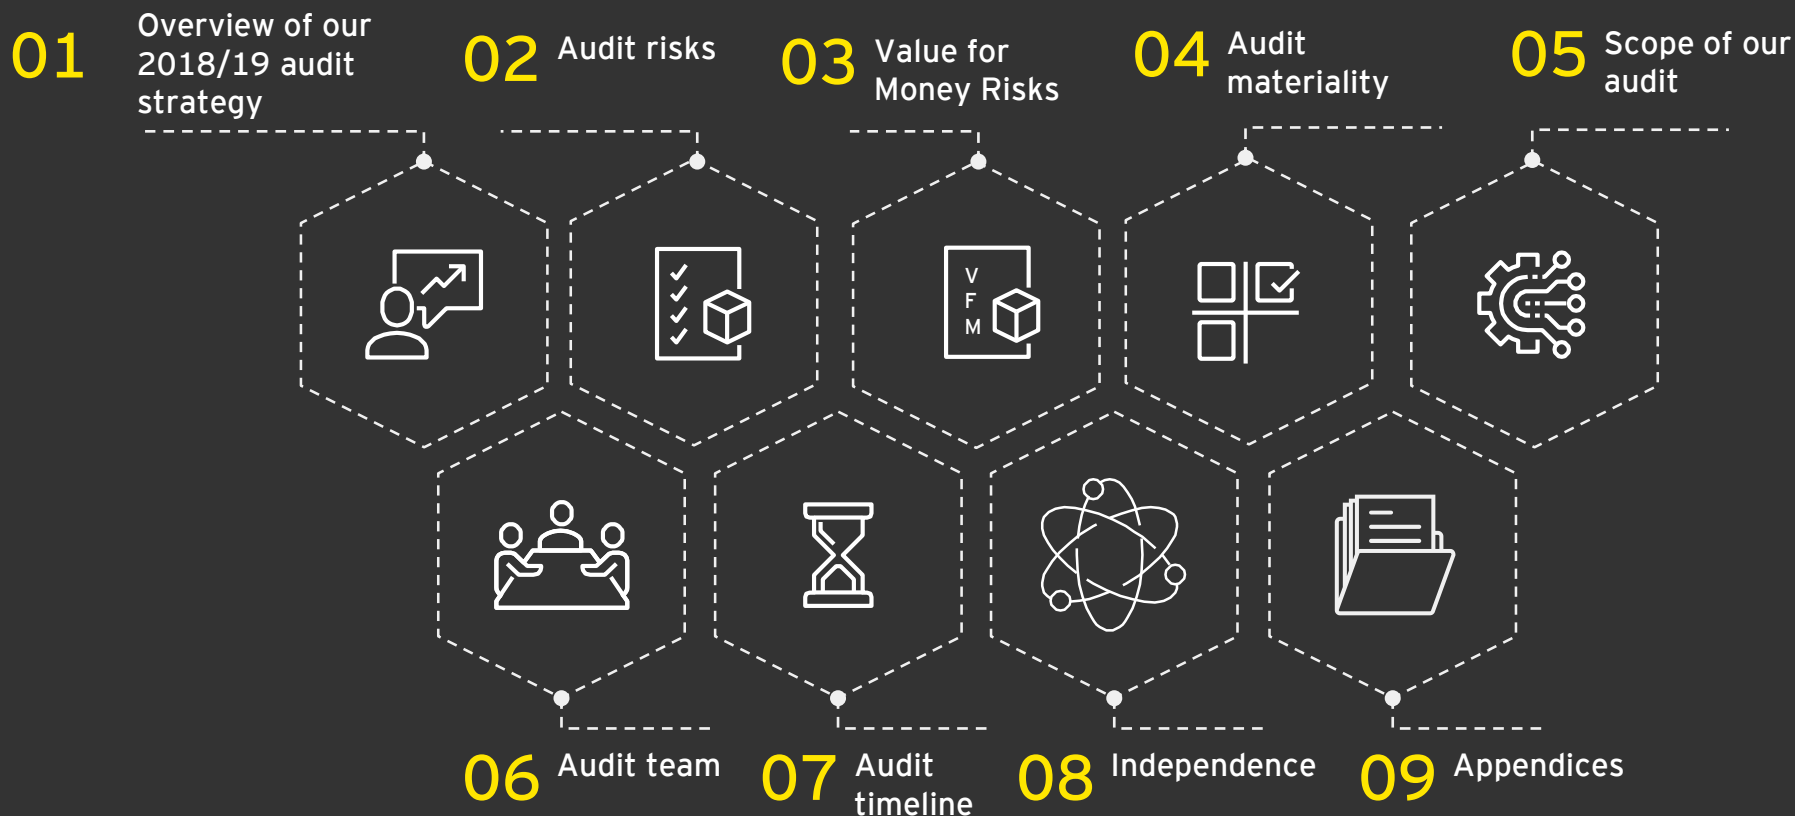 01
Overview of our
2018/19 audit
strategy
02
Audit risks
03
Value for
Money Risks
04
Audit
materiality
05
Scope of our
audit
V
F
M
06
Audit team
07
Audit
timeline
08
Independence
09
Appendices